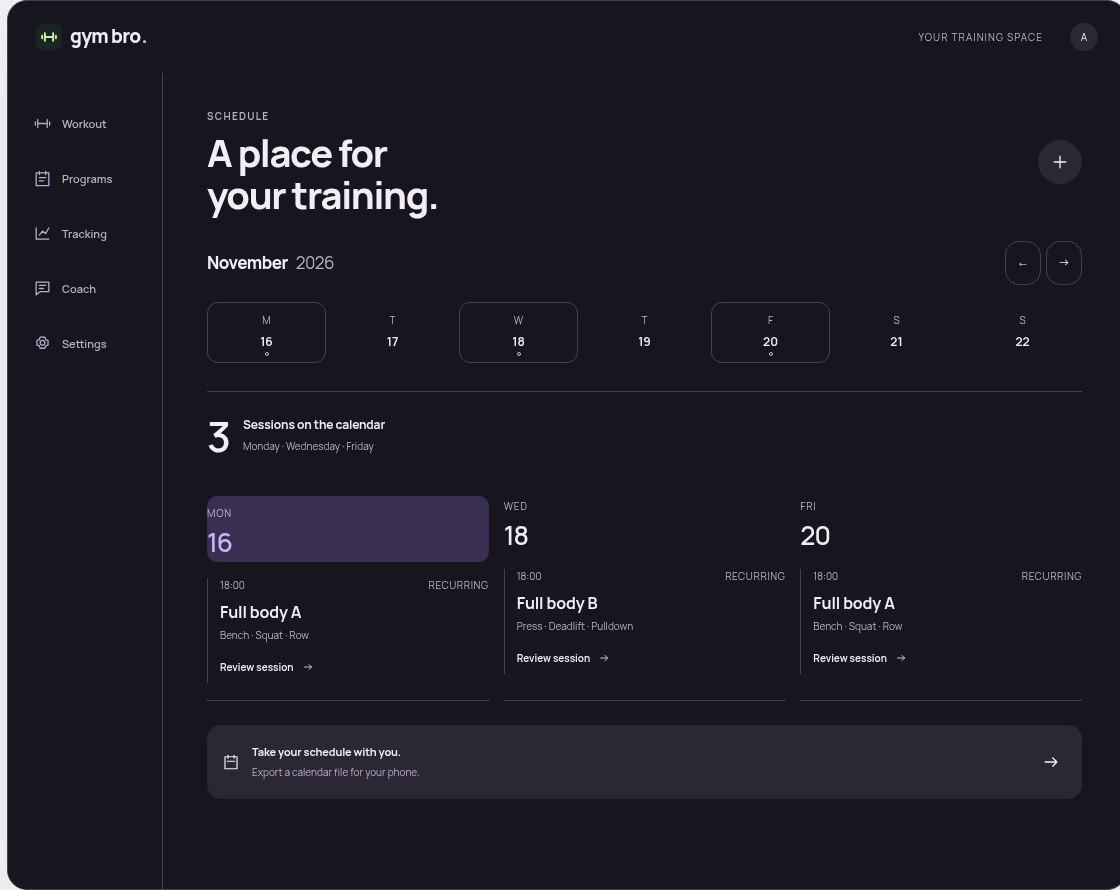 gym bro.
YOUR TRAINING SPACE
A
Workout
Programs
Tracking
Coach
Settings
SCHEDULE
A place for
your training.
November 2026
← →
M T W T F S S
16 17 18 19 20 21 22
3
Sessions on the calendar
Monday · Wednesday · Friday
MON
16
18:00 RECURRING
Full body A
Bench · Squat · Row
Review session →
WED
18
18:00 RECURRING
Full body B
Press · Deadlift · Pulldown
Review session →
FRI
20
18:00 RECURRING
Full body A
Bench · Squat · Row
Review session →
Take your schedule with you.
Export a calendar file for your phone.